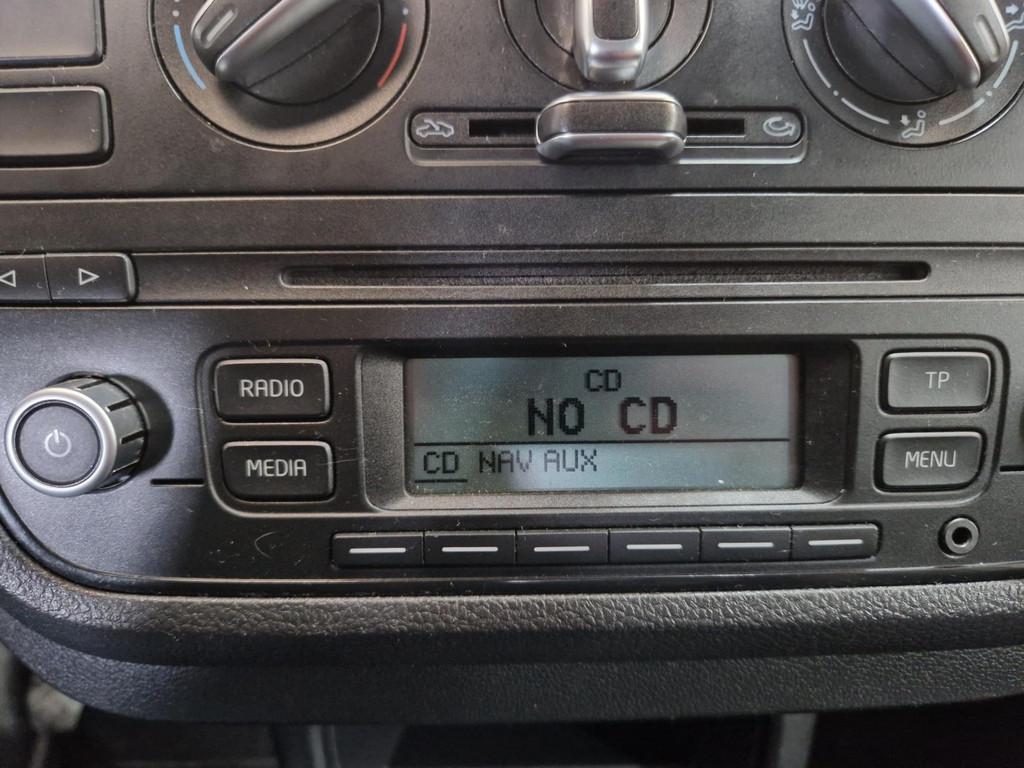 RADIO
MEDIA
CD
NO CD
CD NAV AUX
TP
MENU